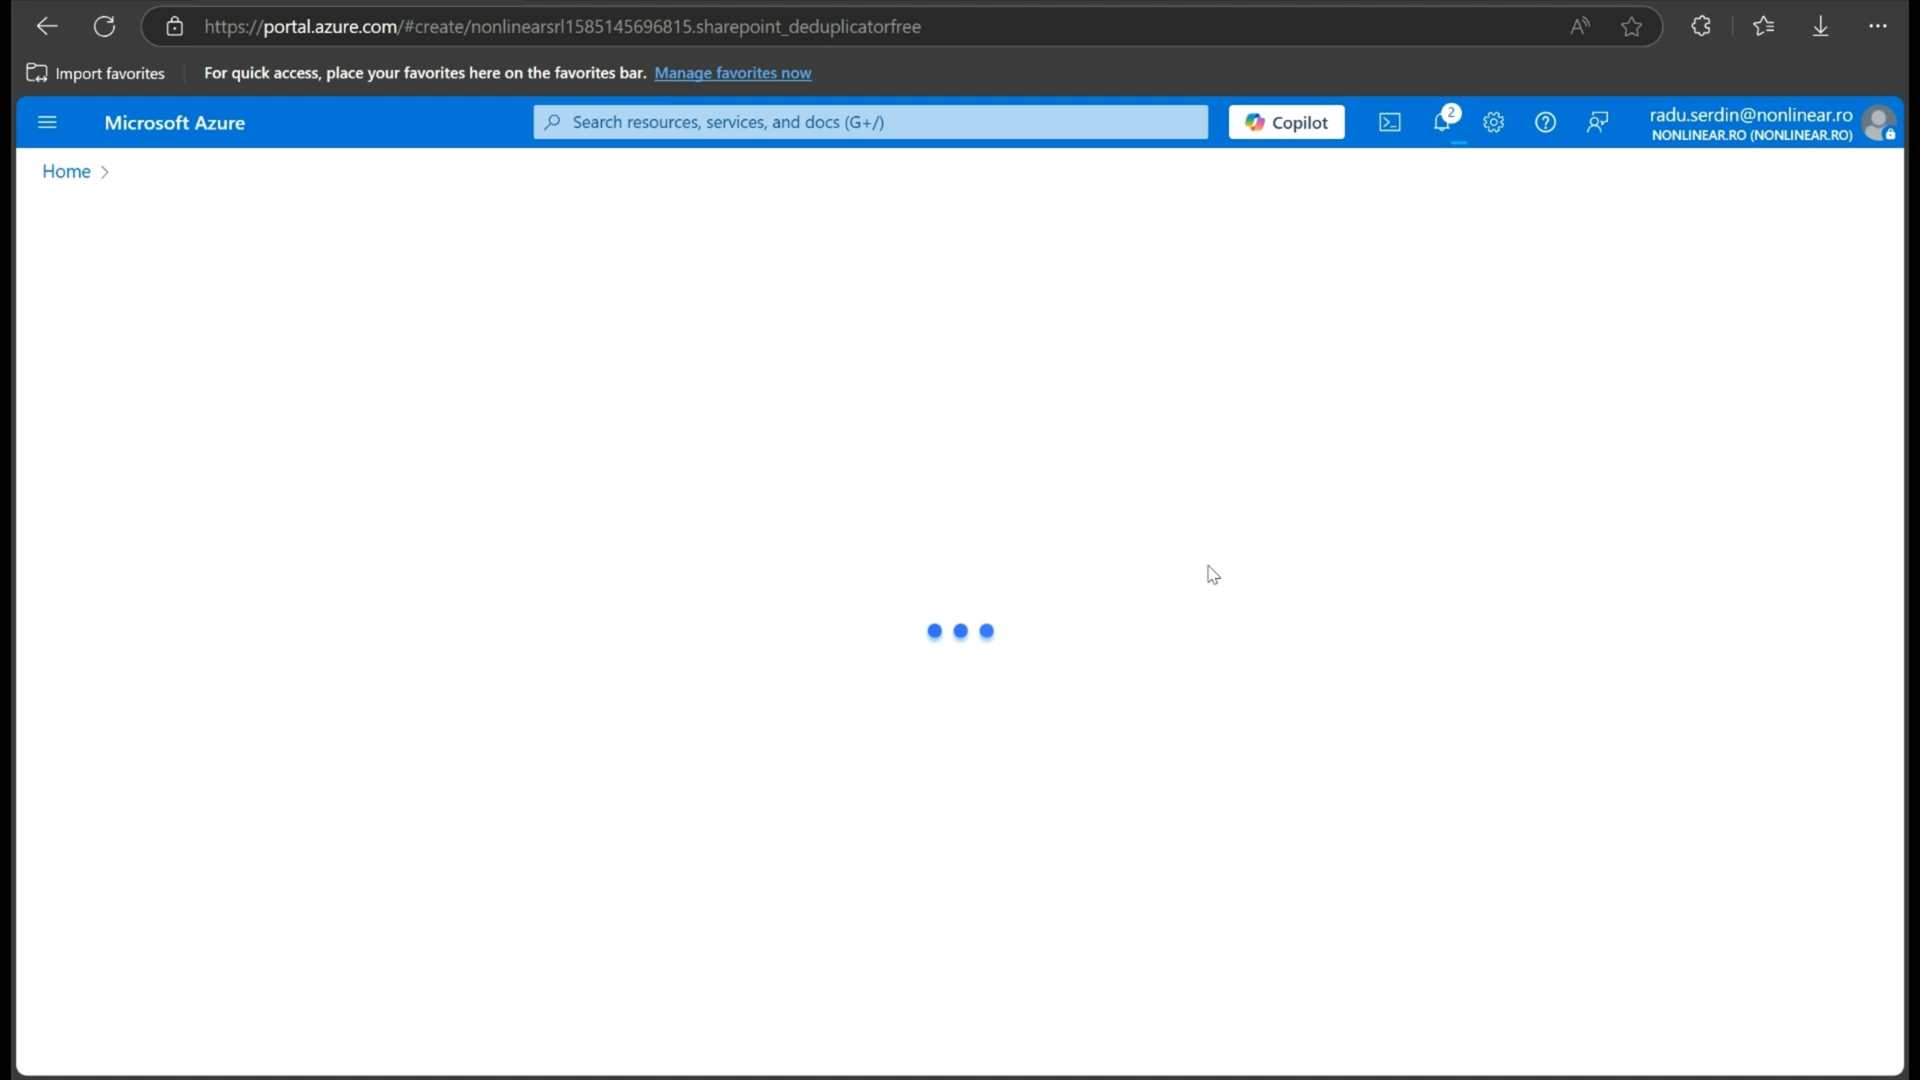 https://portal.azure.com/#create/nonlinearsrl1585145696815.sharepoint_deduplicatorfree
Import favorites
For quick access, place your favorites here on the favorites bar. Manage favorites now
Microsoft Azure
Search resources, services, and docs (G+/)
Copilot
2
radu.serdin@nonlinear.ro
NONLINEAR.RO (NONLINEAR.RO)
Home